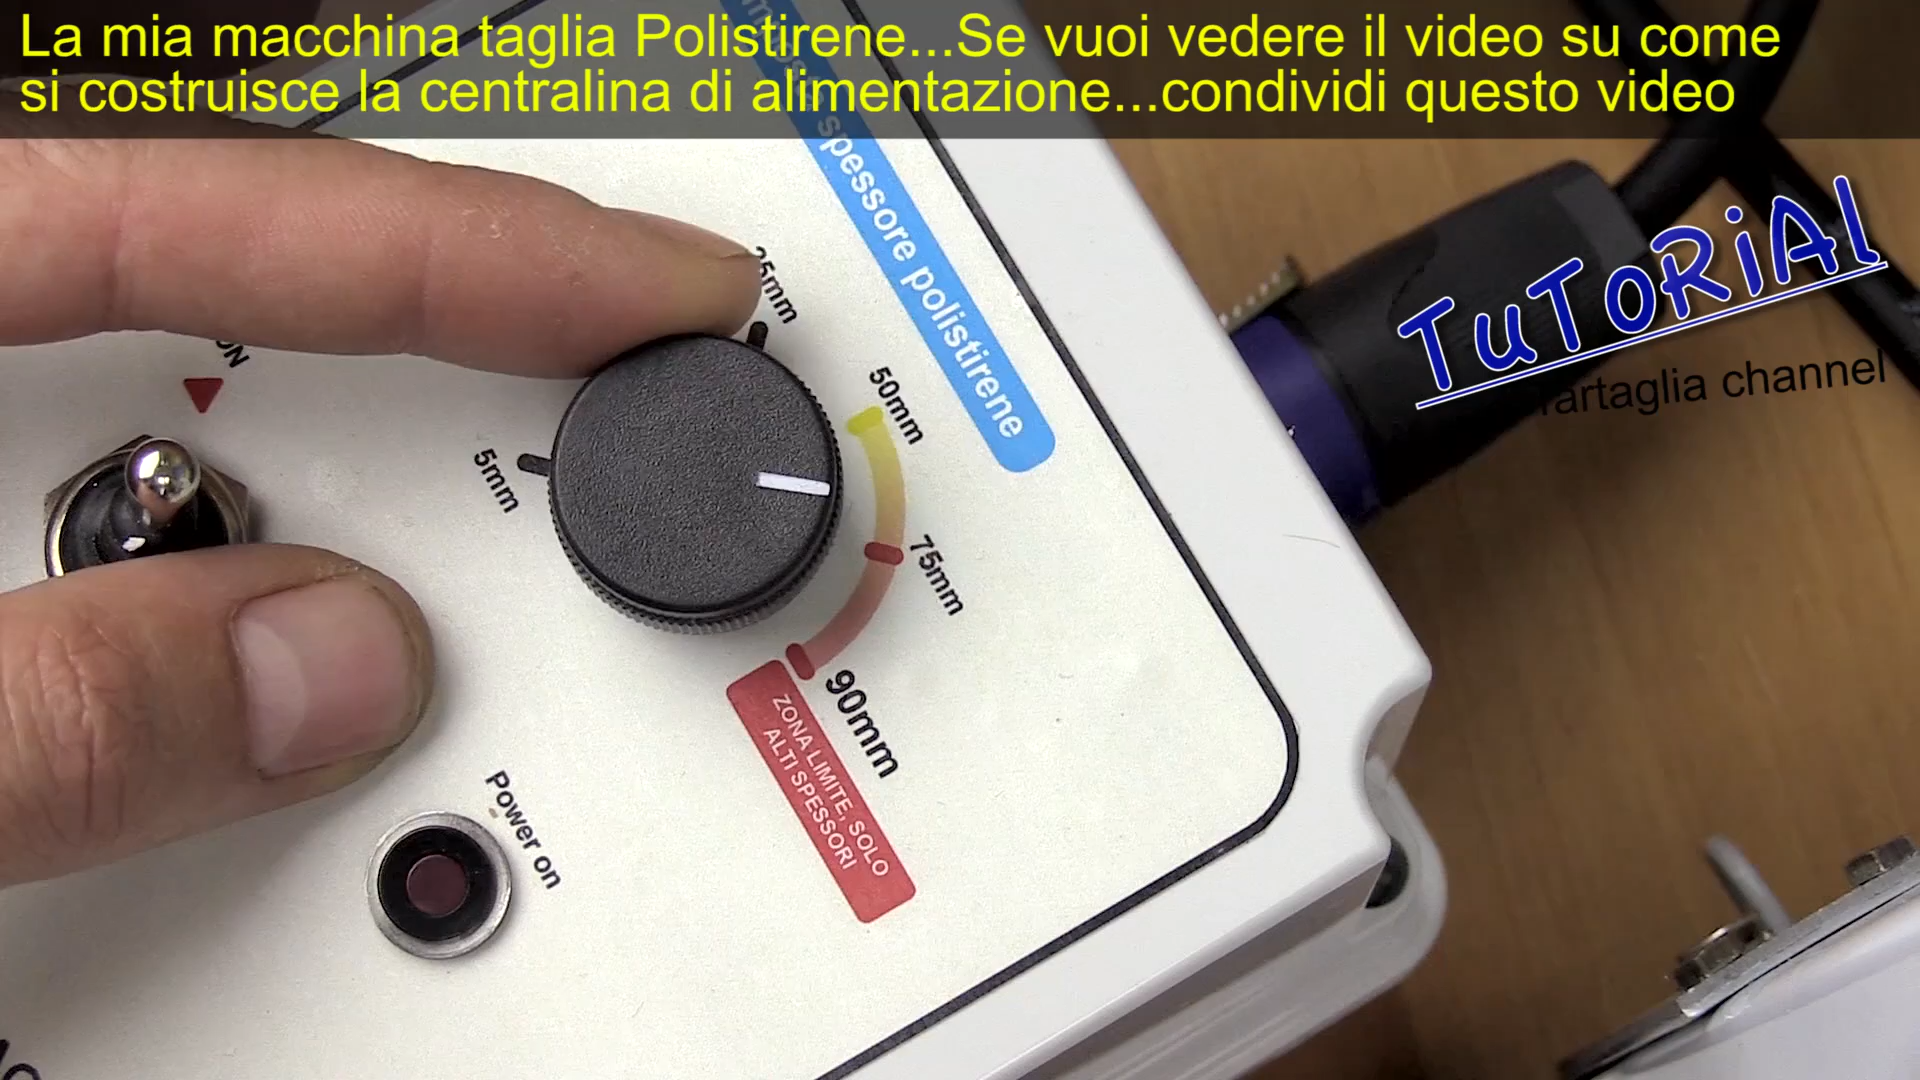 La mia macchina taglia Polistirene...Se vuoi vedere il video su come
si costruisce la centralina di alimentazione...condividi questo video
TuToRiAl
channel
spessore polistirene
ON
5mm
25mm
50mm
75mm
90mm
ZONA LIMITE, SOLO
ALTI SPESSORI
Power on